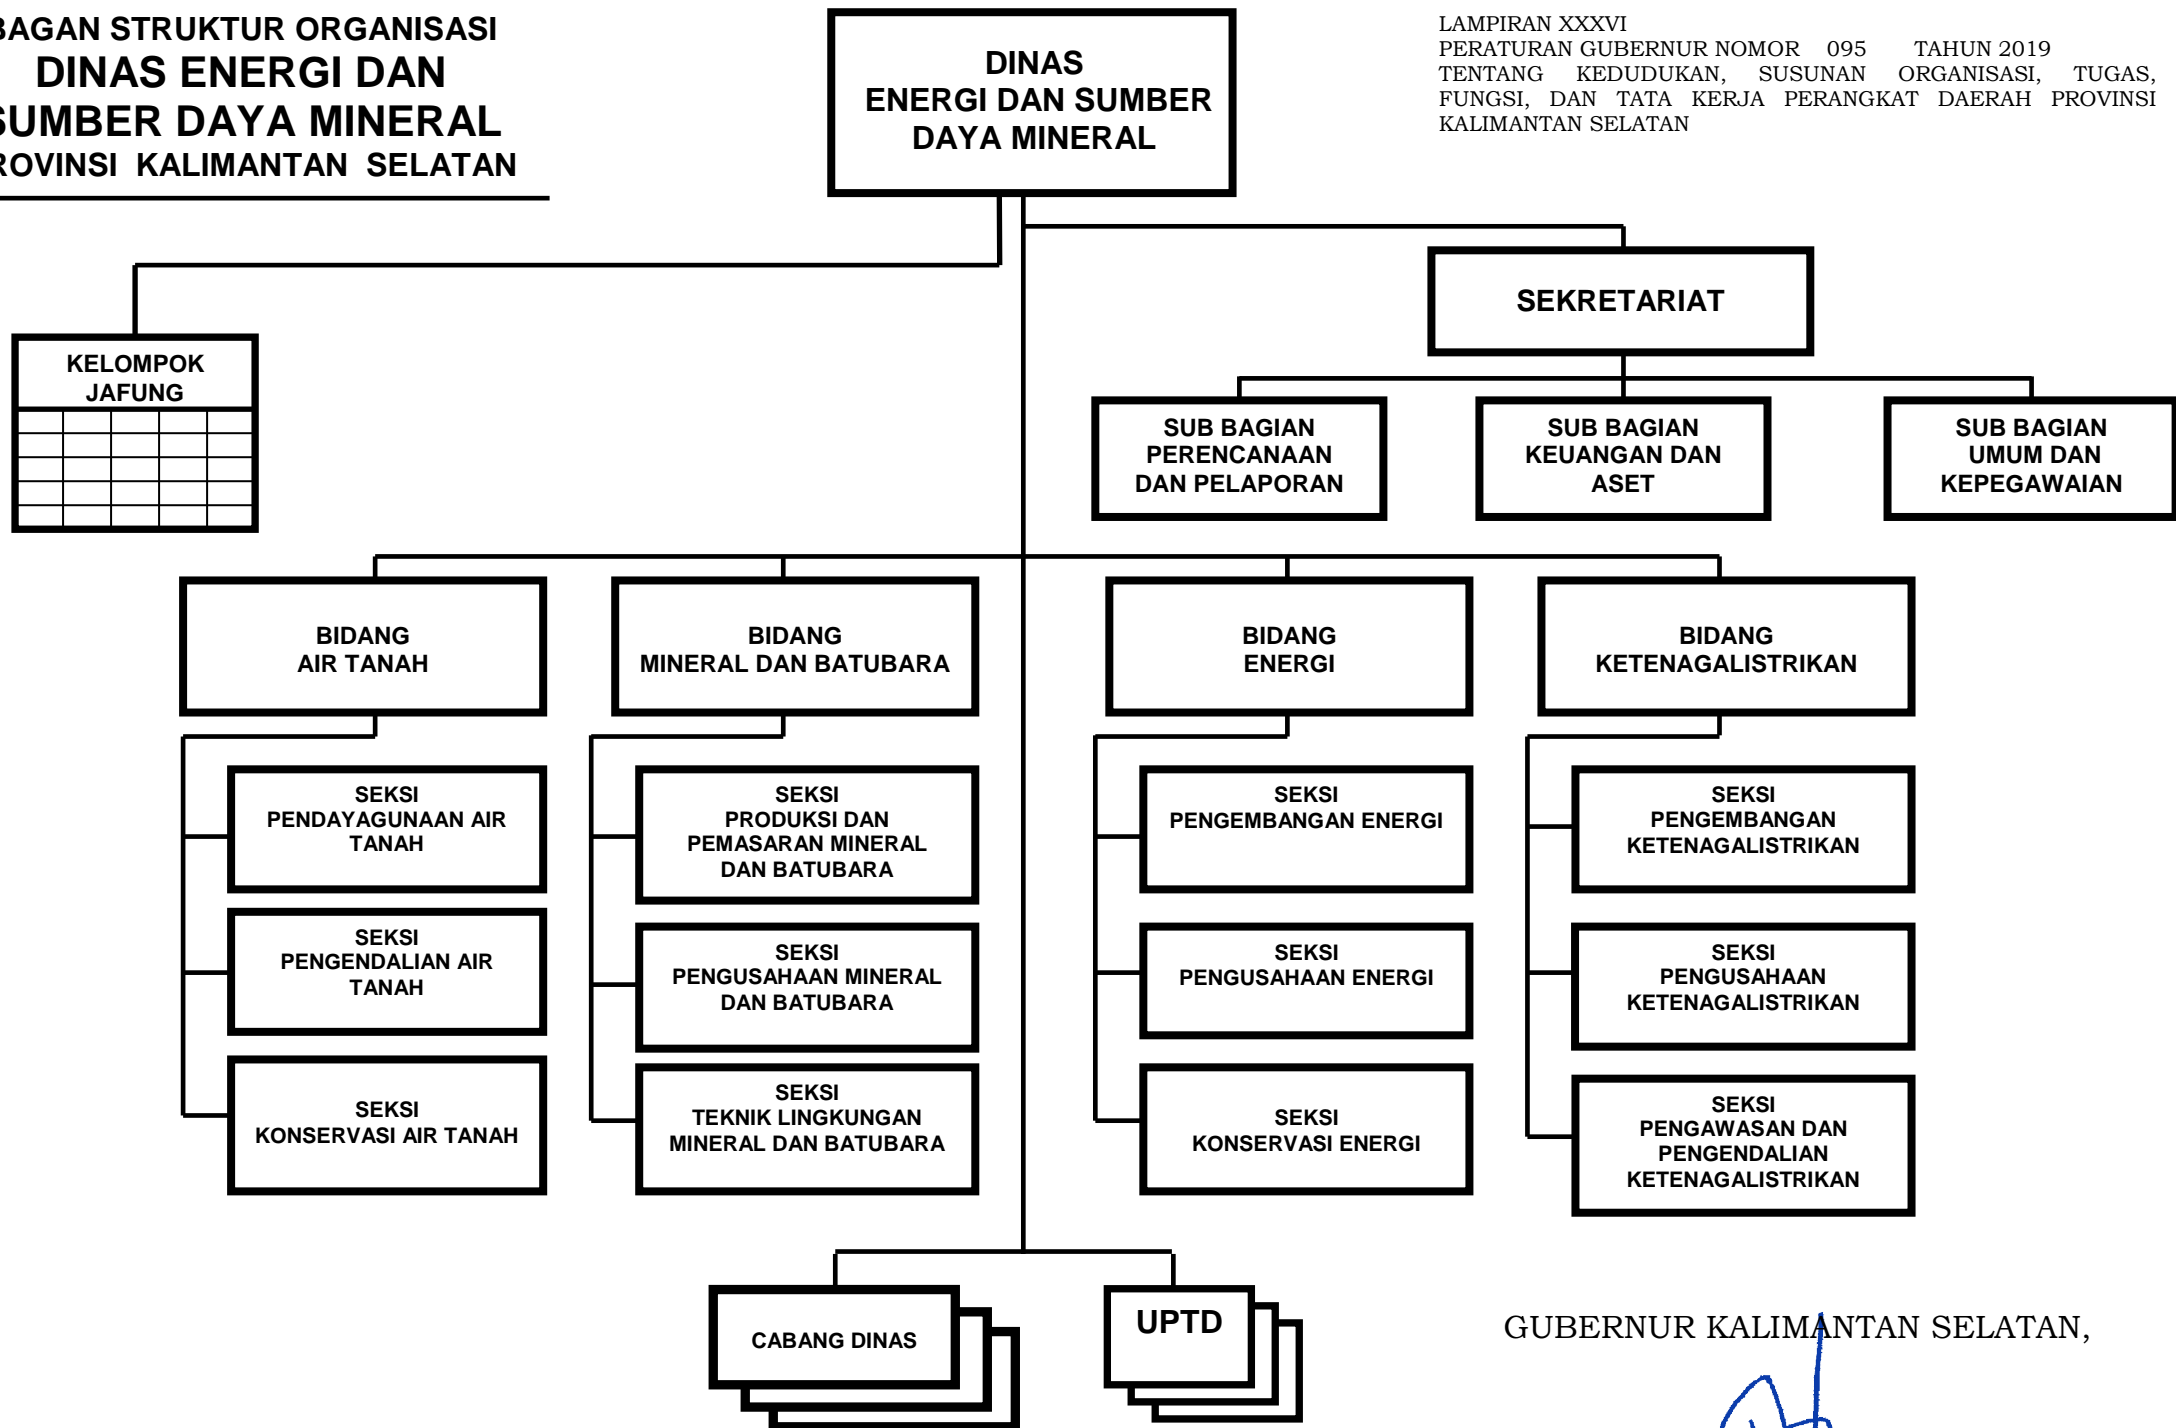 BAGAN STRUKTUR ORGANISASI
DINAS ENERGI DAN
SUMBER DAYA MINERAL
PROVINSI KALIMANTAN SELATAN
DINAS
ENERGI DAN SUMBER
DAYA MINERAL
LAMPIRAN XXXVI
PERATURAN GUBERNUR NOMOR 095 TAHUN 2019
TENTANG KEDUDUKAN, SUSUNAN ORGANISASI, TUGAS,
FUNGSI, DAN TATA KERJA PERANGKAT DAERAH PROVINSI
KALIMANTAN SELATAN
SEKRETARIAT
KELOMPOK
JAFUNG
SUB BAGIAN
PERENCANAAN
DAN PELAPORAN
SUB BAGIAN
KEUANGAN DAN
ASET
SUB BAGIAN
UMUM DAN
KEPEGAWAIAN
BIDANG
AIR TANAH
BIDANG
MINERAL DAN BATUBARA
BIDANG
ENERGI
BIDANG
KETENAGALISTRIKAN
SEKSI
PENDAYAGUNAAN AIR
TANAH
SEKSI
PENGENDALIAN AIR
TANAH
SEKSI
KONSERVASI AIR TANAH
SEKSI
PRODUKSI DAN
PEMASARAN MINERAL
DAN BATUBARA
SEKSI
PENGUSAHAAN MINERAL
DAN BATUBARA
SEKSI
TEKNIK LINGKUNGAN
MINERAL DAN BATUBARA
SEKSI
PENGEMBANGAN ENERGI
SEKSI
PENGUSAHAAN ENERGI
SEKSI
KONSERVASI ENERGI
SEKSI
PENGEMBANGAN
KETENAGALISTRIKAN
SEKSI
PENGUSAHAAN
KETENAGALISTRIKAN
SEKSI
PENGAWASAN DAN
PENGENDALIAN
KETENAGALISTRIKAN
CABANG DINAS
UPTD
GUBERNUR KALIMANTAN SELATAN,